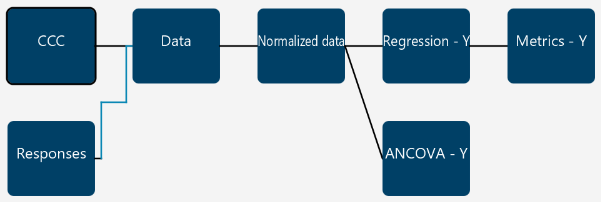 CCC
Data
Normalized data
Regression - Y
Metrics - Y
Responses
ANCOVA - Y